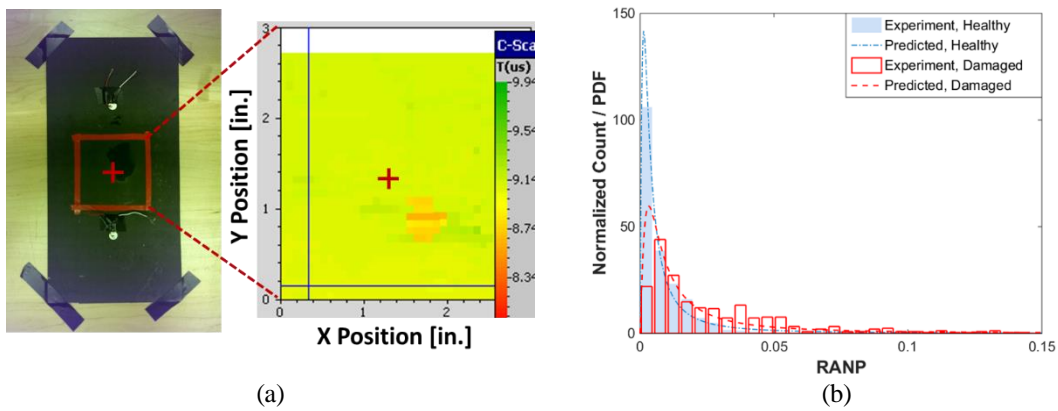 3
C-Sca
T(us)
9.94
9.54
2
9.14
1
8.74
8.34
0
0
1
2
Y Position [in.]
X Position [in.]
(a)
150
100
50
0
Experiment, Healthy
Predicted, Healthy
Experiment, Damaged
Predicted, Damaged
Normalized Count / PDF
0
0.05
0.1
0.15
RANP
(b)